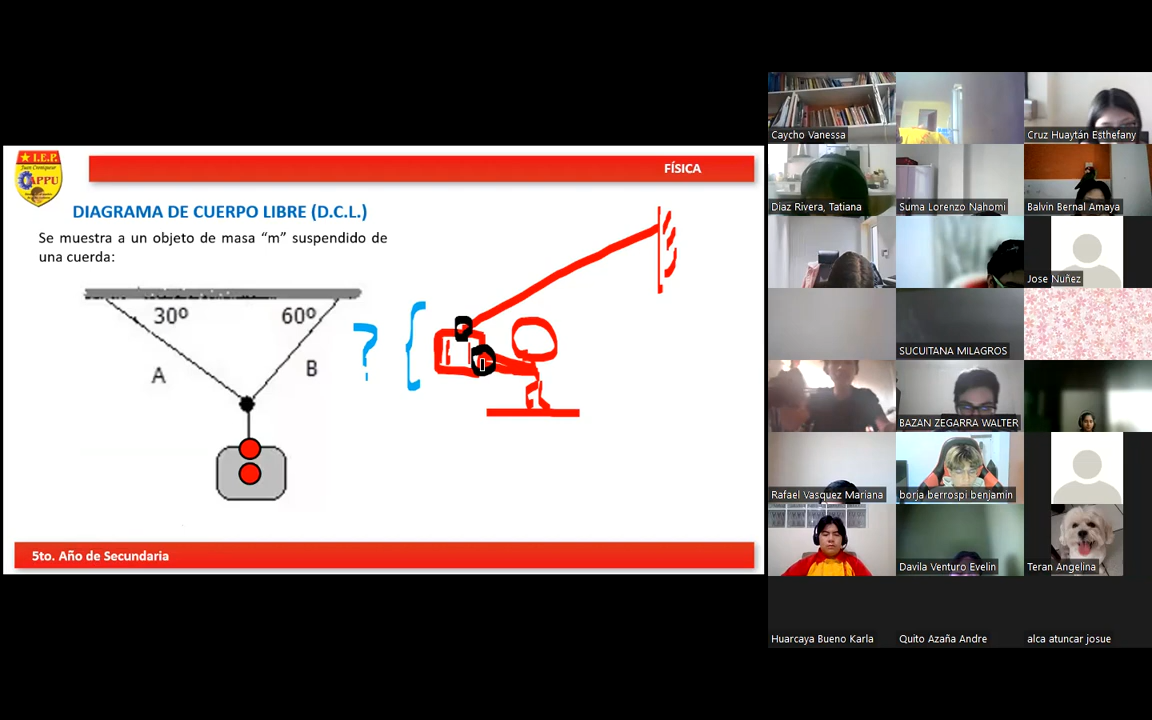 I.E.P.
APPU
FÍSICA
DIAGRAMA DE CUERPO LIBRE (D.C.L.)
Se muestra a un objeto de masa “m” suspendido de
una cuerda:
30º
60º
A
B
?
5to. Año de Secundaria
Caycho Vanessa
Cruz Huaytán Esthefany
Diaz Rivera, Tatiana
Suma Lorenzo Nahomi
Balvin Bernal Amaya
Jose Nuñez
SUCUITANA MILAGROS
BAZAN ZEGARRA WALTER
Rafael Vasquez Mariana
borja berrospi benjamin
Davila Venturo Evelin
Teran Angelina
Huarcaya Bueno Karla
Quito Azaña Andre
alca atuncar josue